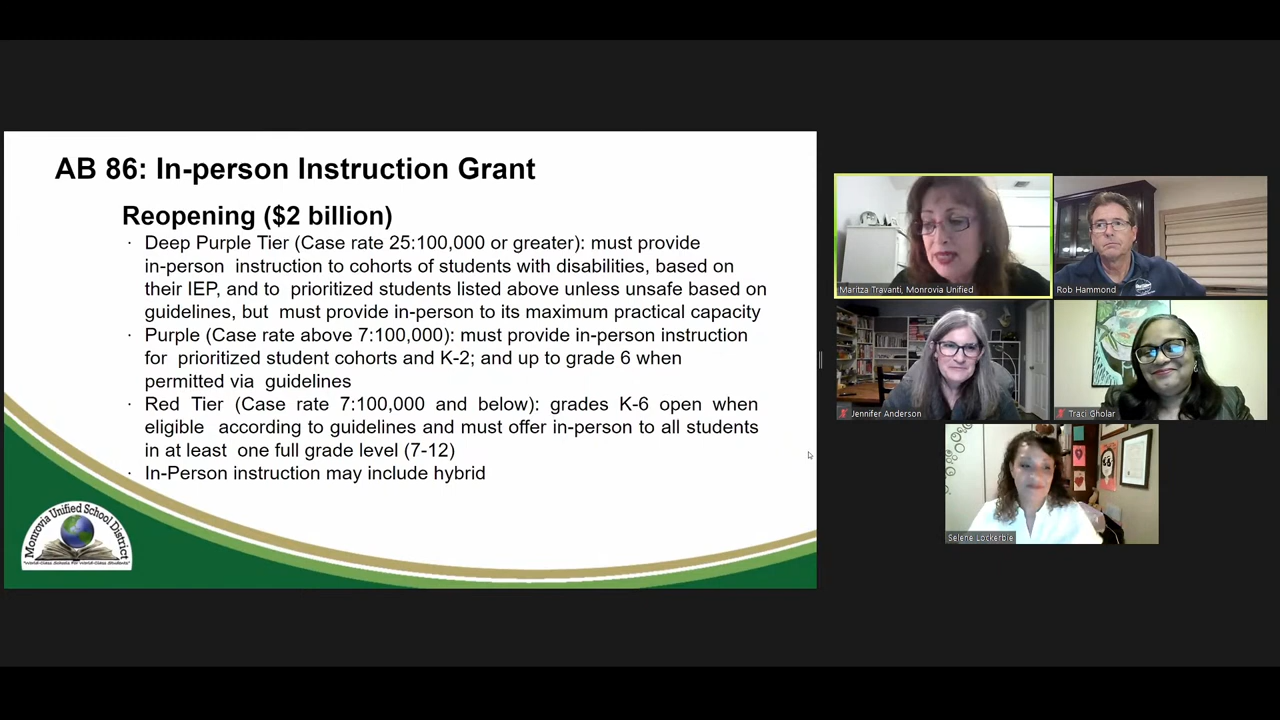 AB 86: In-person Instruction Grant
Reopening ($2 billion)
· Deep Purple Tier (Case rate 25:100,000 or greater): must provide
in-person instruction to cohorts of students with disabilities, based on
their IEP, and to prioritized students listed above unless unsafe based on
guidelines, but must provide in-person to its maximum practical capacity
· Purple (Case rate above 7:100,000): must provide in-person instruction
for prioritized student cohorts and K-2; and up to grade 6 when
permitted via guidelines
· Red Tier (Case rate 7:100,000 and below): grades K-6 open when
eligible according to guidelines and must offer in-person to all students
in at least one full grade level (7-12)
· In-Person instruction may include hybrid
Monrovia Unified School District
"World-Class Schools For World-Class Students"
Maritza Travanti, Monrovia Unified
Rob Hammond
Jennifer Anderson
Traci Gholar
Selene Lockerbie